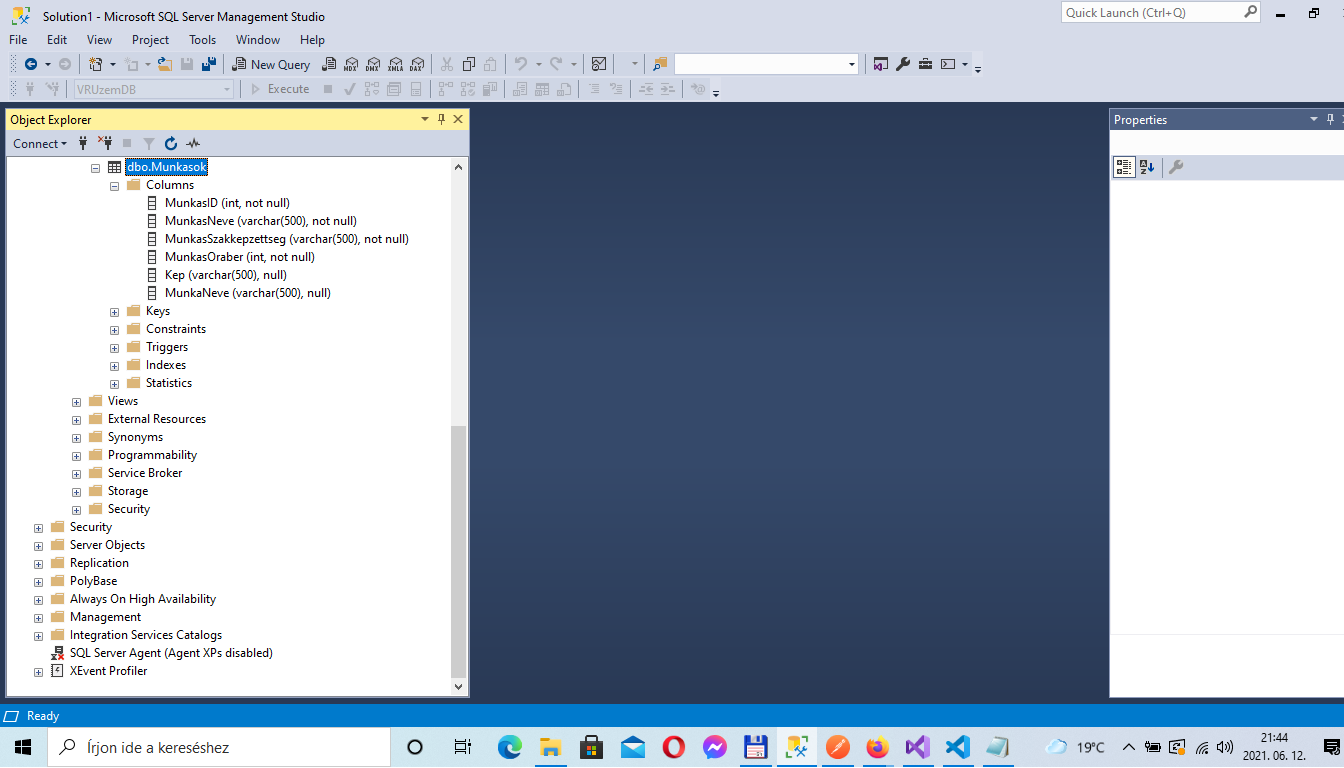 Solution1 - Microsoft SQL Server Management Studio
Quick Launch (Ctrl+Q)
File Edit View Project Tools Window Help
New Query MDX DMX XMLA DAX
VRUzemDB Execute
Object Explorer
Properties
Connect
dbo.Munkasok
Columns
MunkasID (int, not null)
MunkasNeve (varchar(500), not null)
MunkasSzakkepzettseg (varchar(500), not null)
MunkasOraber (int, not null)
Kep (varchar(500), null)
MunkaNeve (varchar(500), null)
Keys
Constraints
Triggers
Indexes
Statistics
Views
External Resources
Synonyms
Programmability
Service Broker
Storage
Security
Security
Server Objects
Replication
PolyBase
Always On High Availability
Management
Integration Services Catalogs
SQL Server Agent (Agent XPs disabled)
XEvent Profiler
Ready
Írjon ide a kereséshez
19°C
21:44
2021. 06. 12.